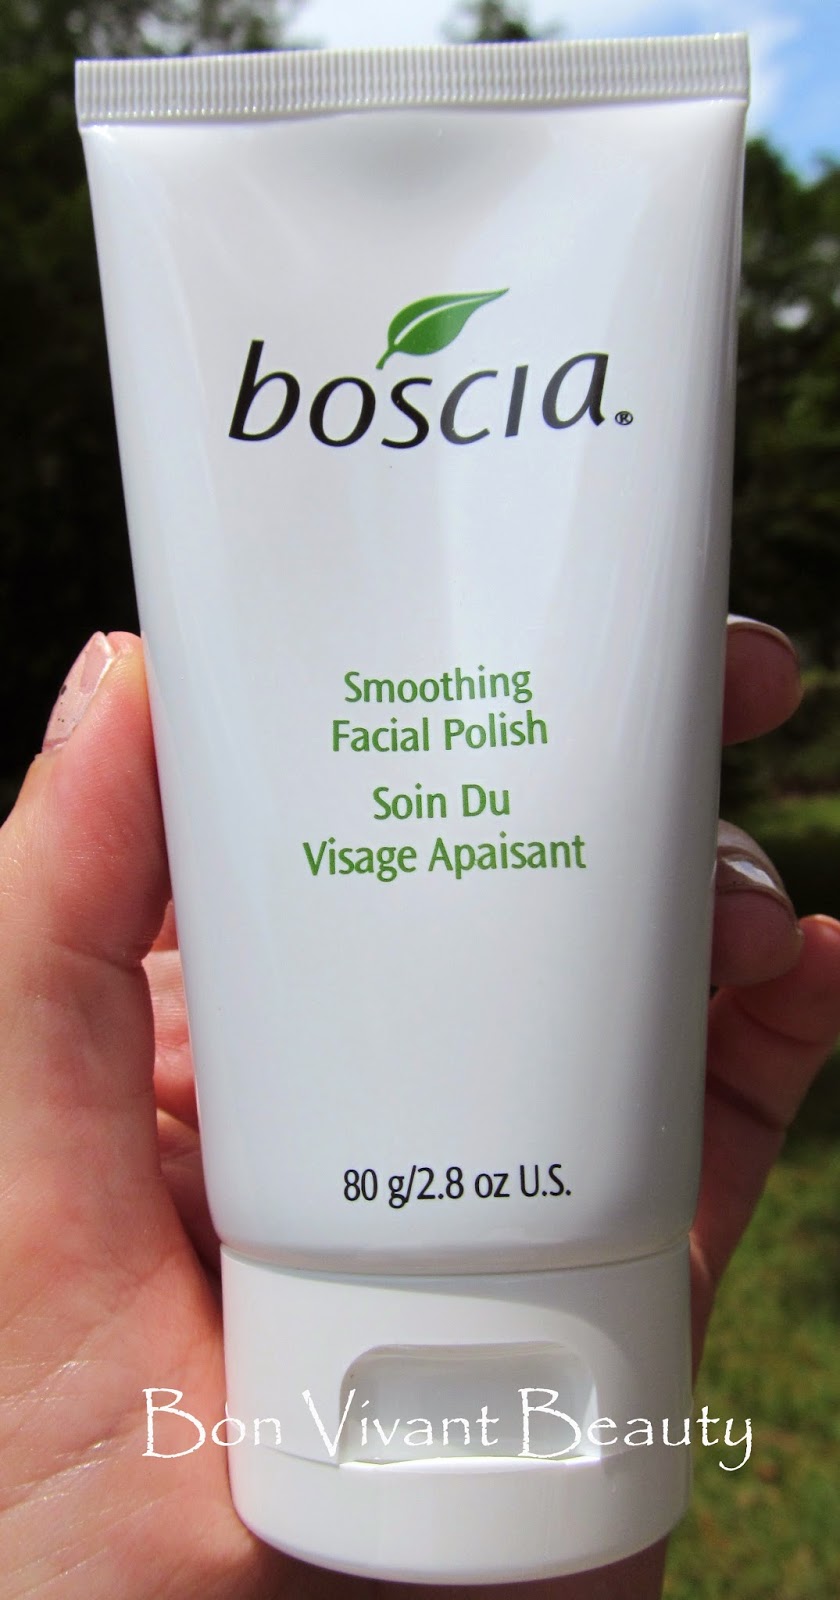 boscia®
Smoothing
Facial Polish
Soin Du
Visage Apaisant
80 g/2.8 oz U.S.
Bon Vivant Beauty